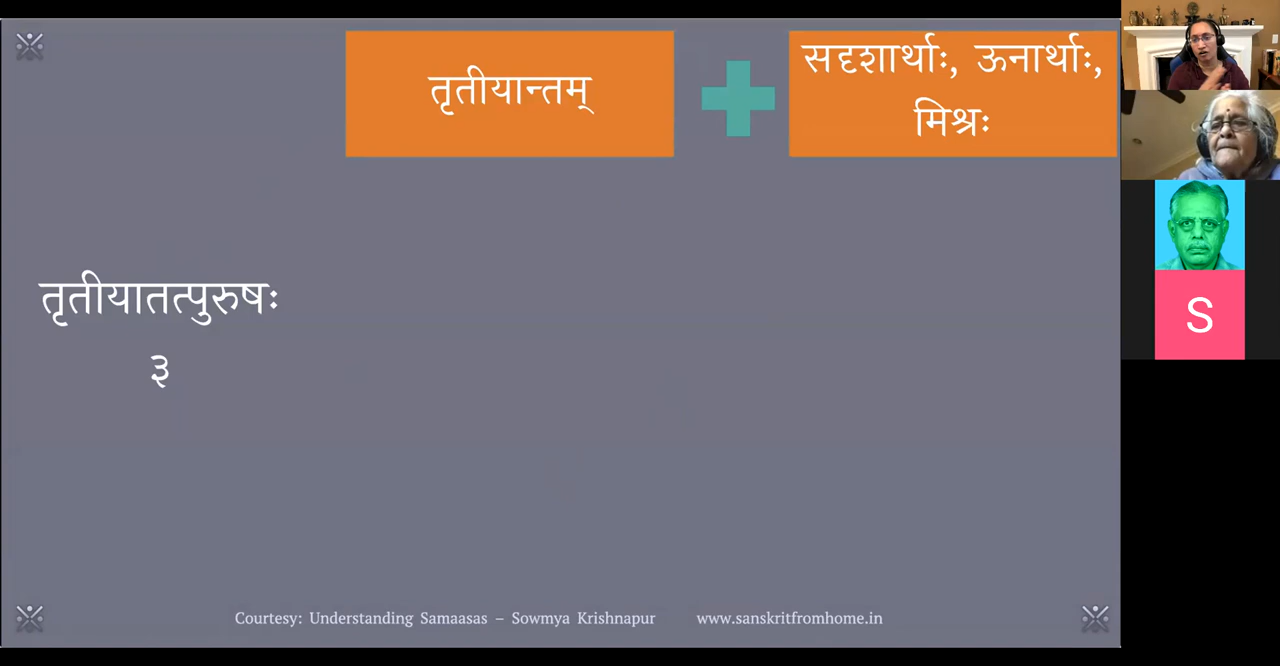 तृतीयान्तम्
सदृशार्थाः, ऊनार्थाः,
मिश्रः
तृतीयातत्पुरुषः
३
S
Courtesy: Understanding Samaasas – Sowmya Krishnapur www.sanskritfromhome.in